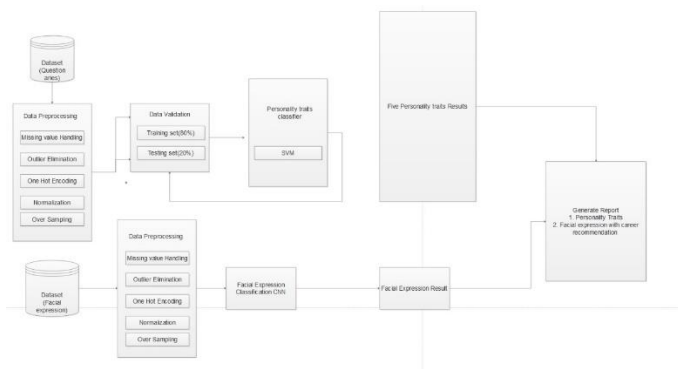 Dataset
(Question
aries)
Data Preprocessing
Missing value Handling
Outlier Elimination
One Hot Encoding
Normalization
Over Sampling
Data Validation
Training set(80%)
Testing set(20%)
Personality traits
classifier
SVM
Five Personality traits Results
Generate Report
1. Personality Traits
2. Facial expression with career
recommendation
Dataset
(Facial
expression)
Data Preprocessing
Missing value Handling
Outlier Elimination
One Hot Encoding
Normalization
Over Sampling
Facial Expression
Classification CNN
Facial Expression Result